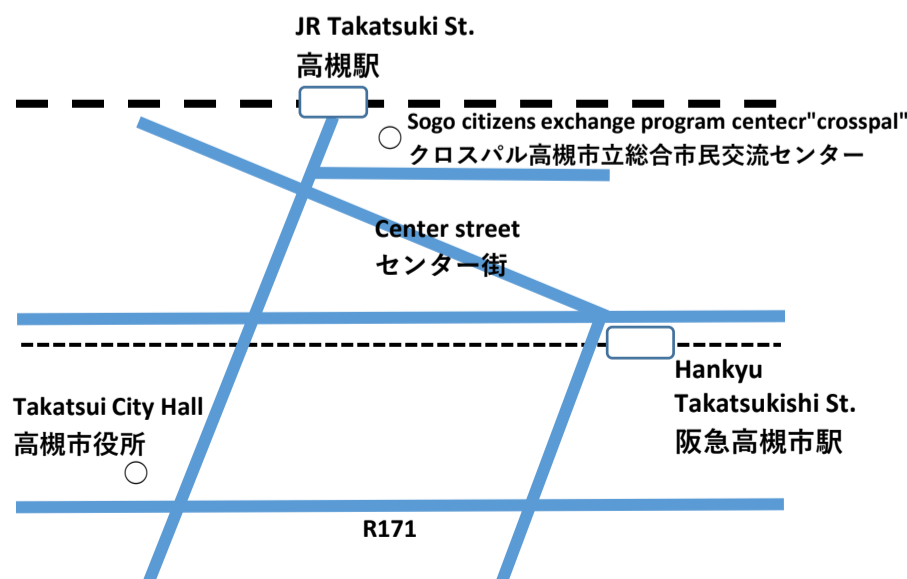 JR Takatsuki St.
高槻駅
Sogo citizens exchange program centecr"crosspal"
クロスパル高槻市立総合市民交流センター
Center street
センター街
Hankyu
Takatsukishi St.
阪急高槻市駅
Takatsui City Hall
高槻市役所
R171